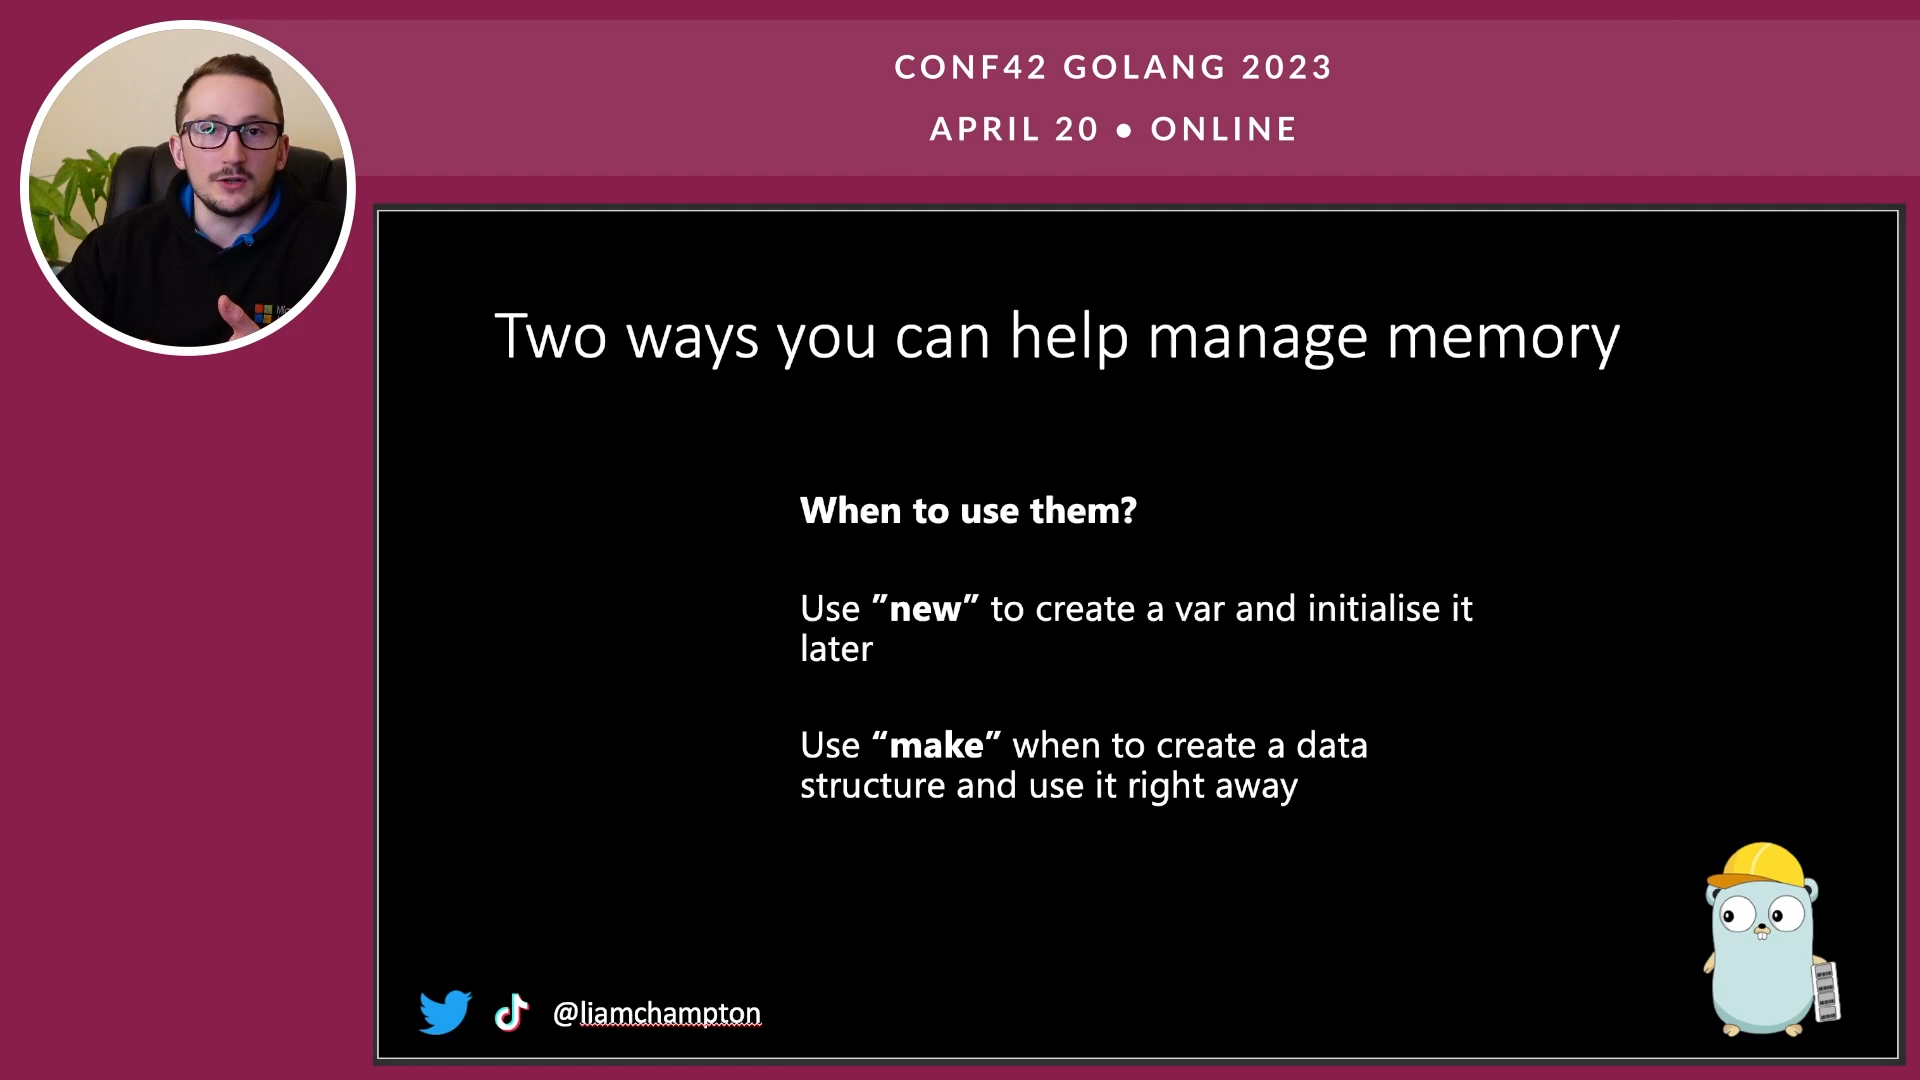 CONF42 GOLANG 2023
APRIL 20 ● ONLINE
Two ways you can help manage memory
When to use them?
Use ”new” to create a var and initialise it
later
Use “make” when to create a data
structure and use it right away
@liamchampton